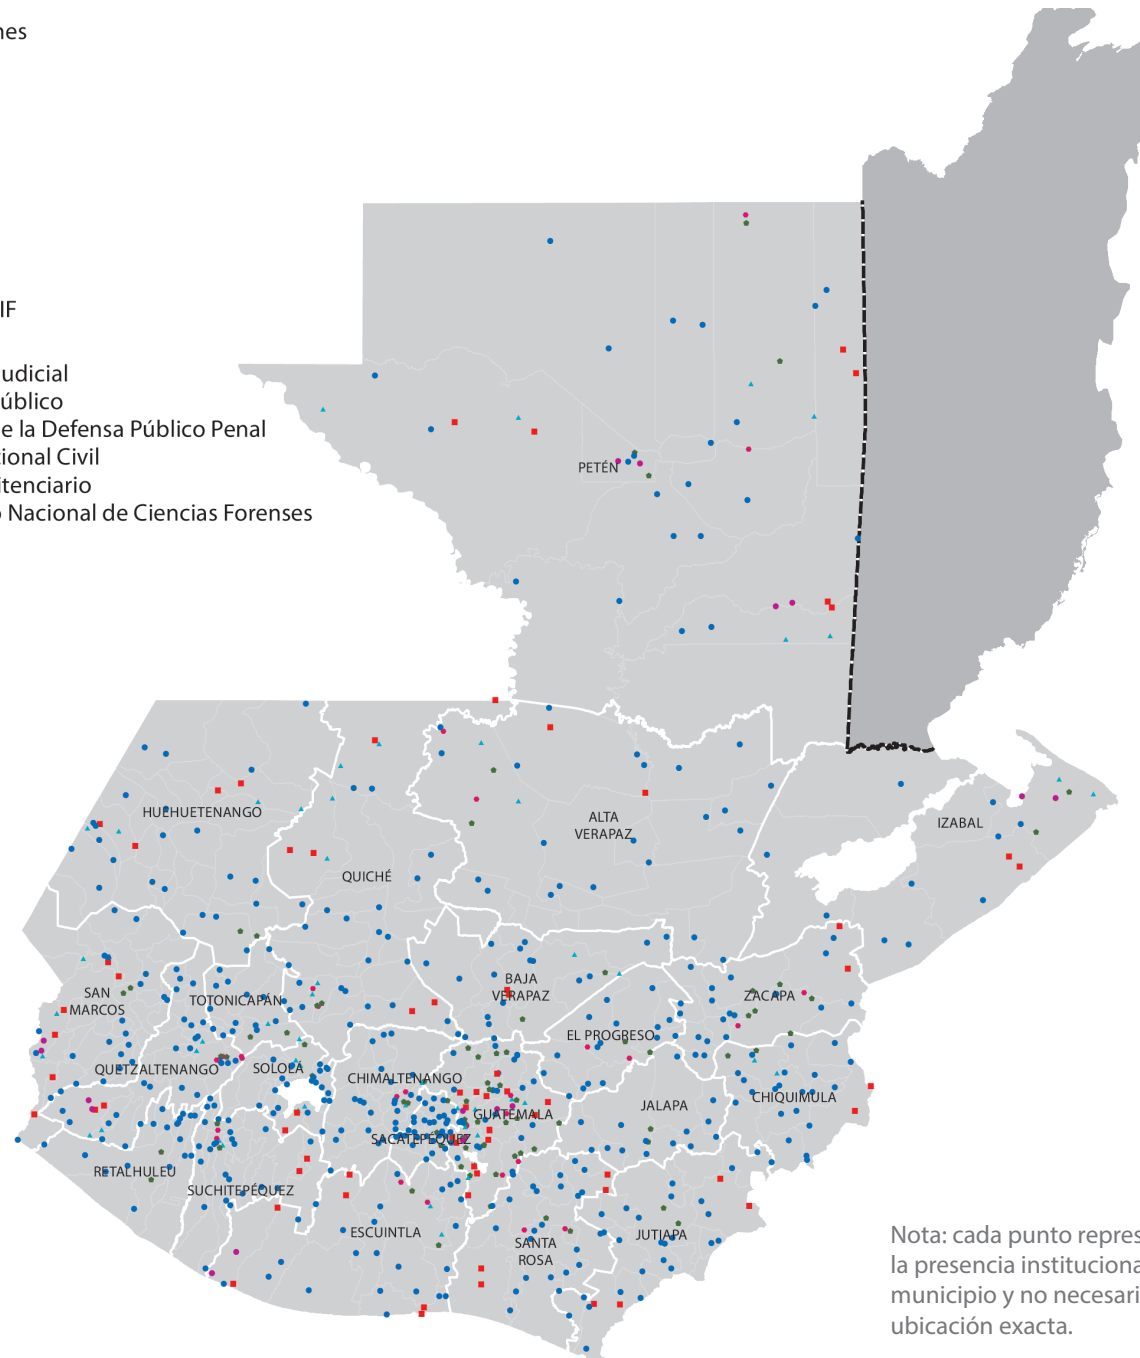 nes
IF
udicial
úblico
e la Defensa Público Penal
cional Civil
itenciario
o Nacional de Ciencias Forenses
PETÉN
HUEHUETENANGO
ALTA
VERAPAZ
IZABAL
QUICHÉ
BAJA
VERAPAZ
SAN
MARCOS
TOTONICAPÁN
ZACAPA
EL PROGRESO
QUETZALTENANGO
SOLOLÁ
CHIMALTENANGO
CHIQUIMULA
JALAPA
GUATEMALA
SACATEPÉQUEZ
RETALHULEU
SUCHITEPÉQUEZ
ESCUINTLA
SANTA
ROSA
JUTIAPA
Nota: cada punto repres
la presencia instituciona
municipio y no necesari
ubicación exacta.